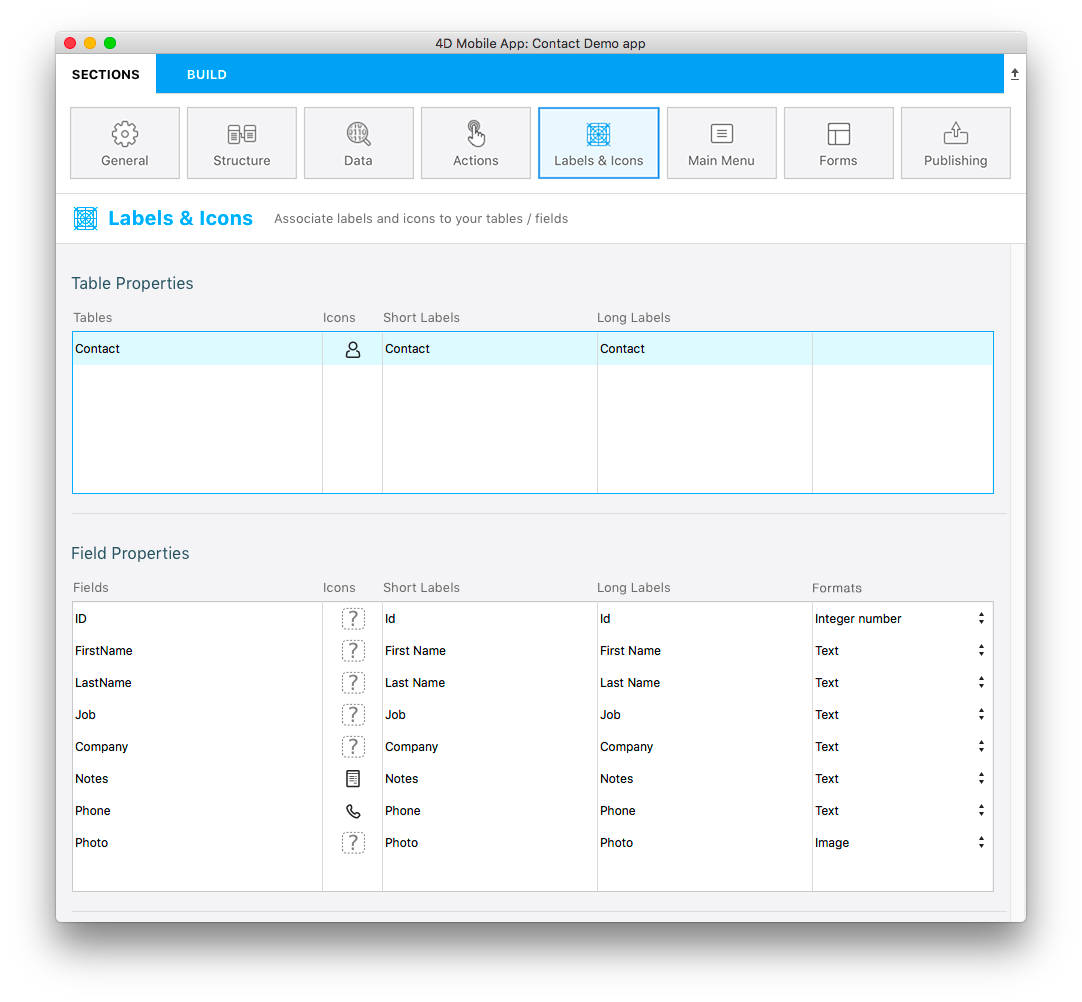 4D Mobile App: Contact Demo app
SECTIONS BUILD
General Structure Data Actions Labels & Icons Main Menu Forms Publishing
Labels & Icons Associate labels and icons to your tables / fields
Table Properties
Tables Icons Short Labels Long Labels
Contact Contact Contact
Field Properties
Fields Icons Short Labels Long Labels Formats
ID ? Id Id Integer number
FirstName ? First Name First Name Text
LastName ? Last Name Last Name Text
Job ? Job Job Text
Company ? Company Company Text
Notes Notes Notes Text
Phone Phone Phone Text
Photo ? Photo Photo Image